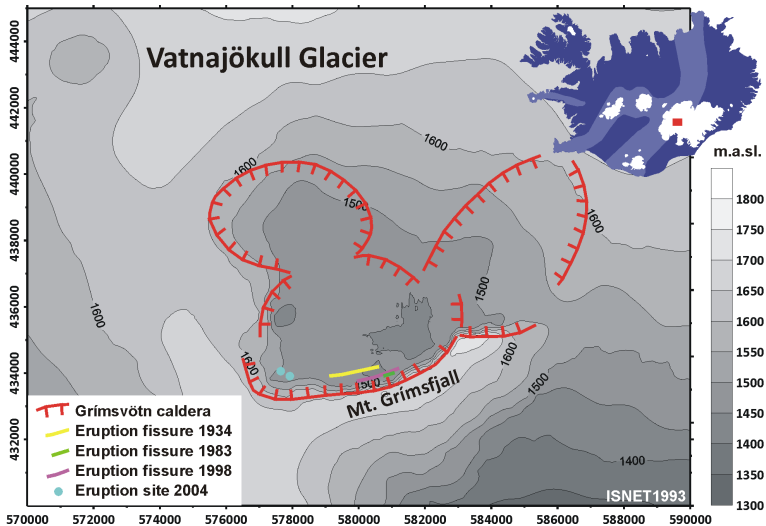 Vatnajökull Glacier
444000
442000
440000
438000
436000
434000
432000
1600
1600
1500
1600
1500
1600
1600
1500
1600
1500
1400
Mt. Grímsfjall
Grímsvötn caldera
Eruption fissure 1934
Eruption fissure 1983
Eruption fissure 1998
Eruption site 2004
ISNET1993
570000 572000 574000 576000 578000 580000 582000 584000 586000 588000 590000
m.a.sl.
1800
1750
1700
1650
1600
1550
1500
1450
1400
1350
1300